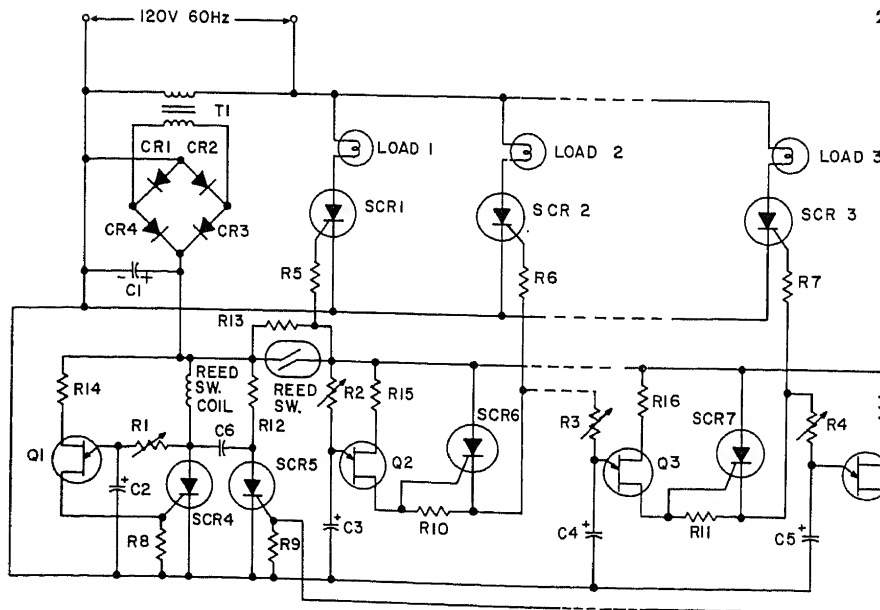 120V 60Hz
2
T1
CR1 CR2
LOAD 1
LOAD 2
LOAD 3
CR4 CR3
SCR1
SCR 2
SCR 3
- C1 +
R5
R6
R7
R13
R14
REED
SW.
COIL
REED
SW.
R2
R15
SCR6
R3
R16
SCR7
R4
R1
C6
R12
Q1
Q2
Q3
SCR5
+
C2
SCR4
R8
R9
+
C3
R10
C4
+
R11
C5
+